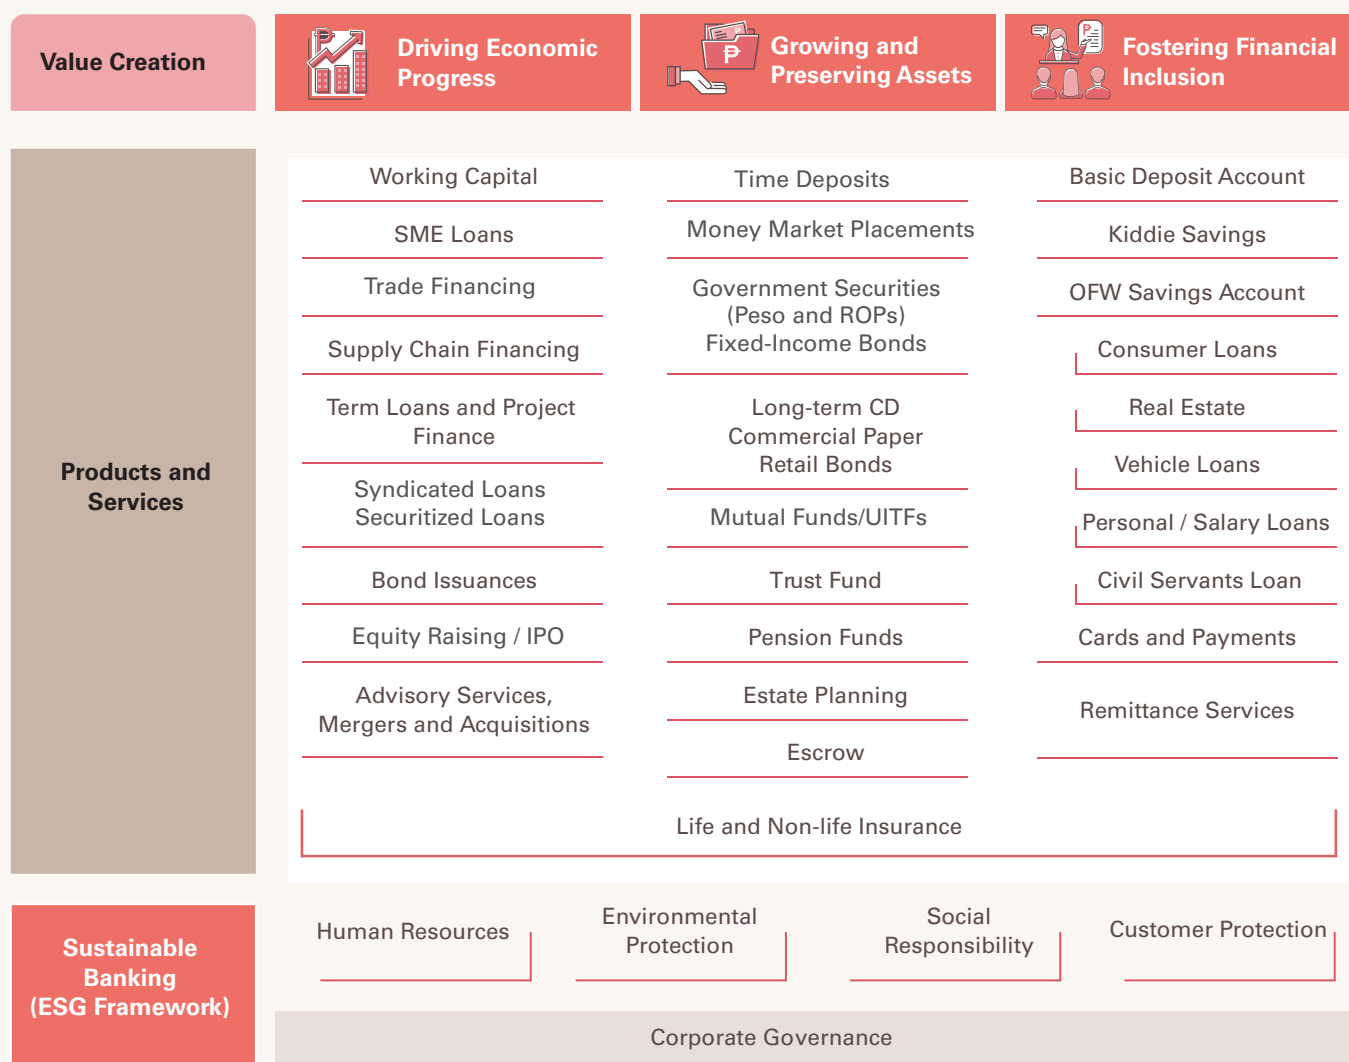 Value Creation
Driving Economic
Progress
Growing and
Preserving Assets
Fostering Financial
Inclusion
Products and
Services
Working Capital
SME Loans
Trade Financing
Supply Chain Financing
Term Loans and Project
Finance
Syndicated Loans
Securitized Loans
Bond Issuances
Equity Raising / IPO
Advisory Services,
Mergers and Acquisitions
Time Deposits
Money Market Placements
Government Securities
(Peso and ROPs)
Fixed-Income Bonds
Long-term CD
Commercial Paper
Retail Bonds
Mutual Funds/UITFs
Trust Fund
Pension Funds
Estate Planning
Escrow
Basic Deposit Account
Kiddie Savings
OFW Savings Account
Consumer Loans
Real Estate
Vehicle Loans
Personal / Salary Loans
Civil Servants Loan
Cards and Payments
Remittance Services
Life and Non-life Insurance
Sustainable
Banking
(ESG Framework)
Human Resources
Environmental
Protection
Social
Responsibility
Customer Protection
Corporate Governance